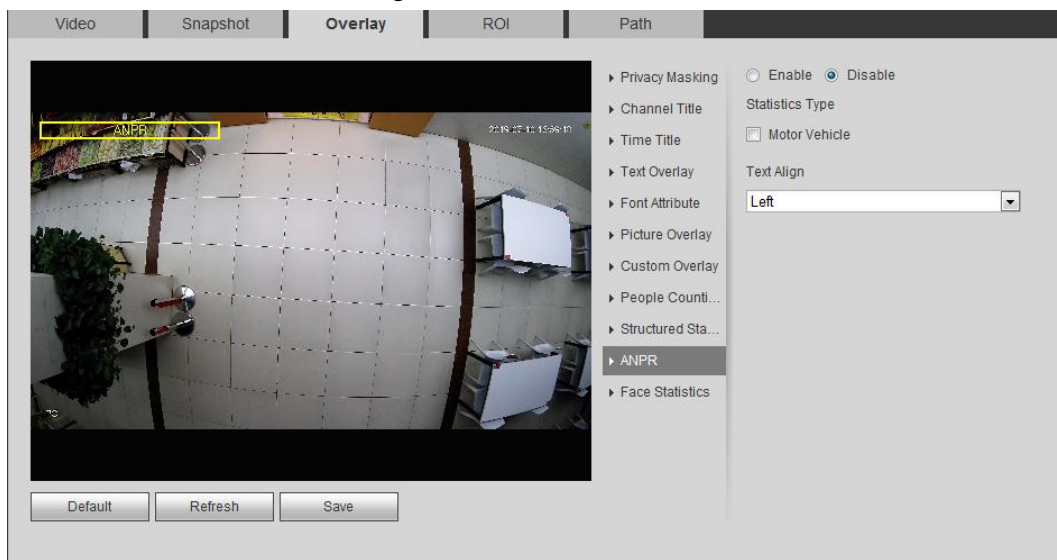 Video Snapshot Overlay ROI Path
ANPR
Privacy Masking
Channel Title
Time Title
Text Overlay
Font Attribute
Picture Overlay
Custom Overlay
People Counti...
Structured Sta...
ANPR
Face Statistics
Enable Disable
Statistics Type
Motor Vehicle
Text Align
Left
Default Refresh Save